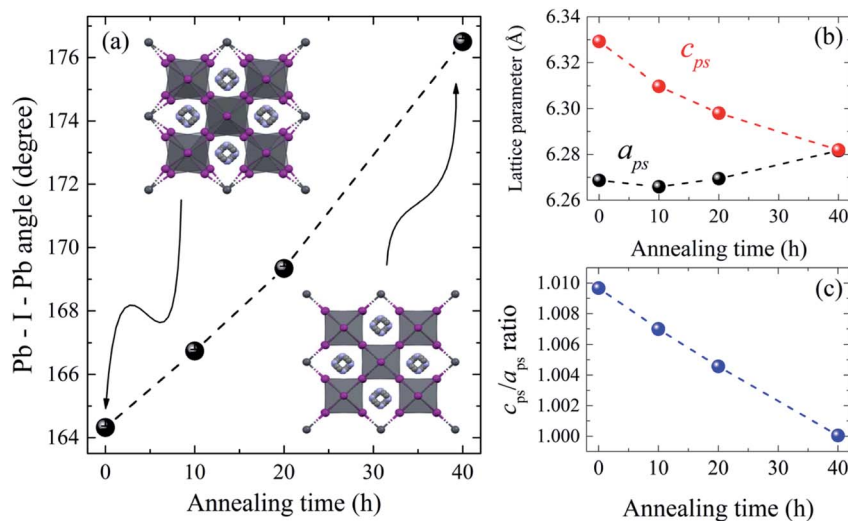 (a)
Pb - I - Pb angle (degree)
176
174
172
170
168
166
164
0 10 20 30 40
Annealing time (h)
(b)
Lattice parameter (Å)
6.34
6.33
6.32
6.30
6.28
6.26
c_ps
a_ps
0 10 20 30 40
Annealing time (h)
(c)
c_ps/a_ps ratio
1.010
1.008
1.006
1.004
1.002
1.000
0 10 20 30 40
Annealing time (h)